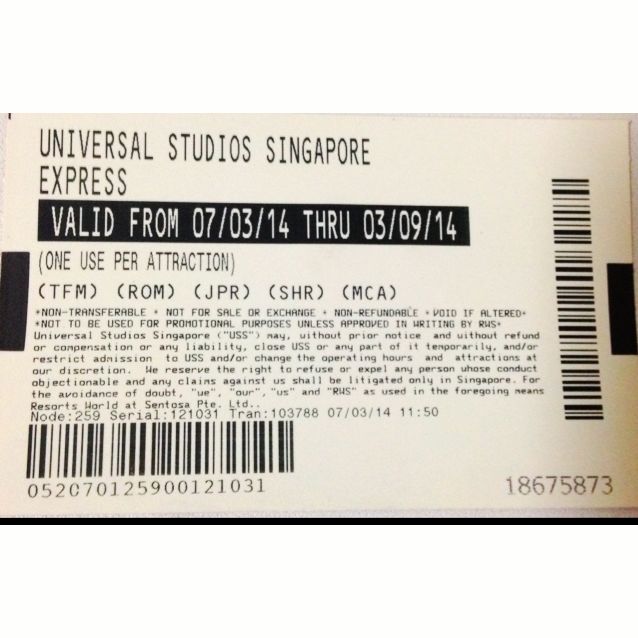 UNIVERSAL STUDIOS SINGAPORE
EXPRESS
VALID FROM 07/03/14 THRU 03/09/14
(ONE USE PER ATTRACTION)
(TFM) (ROM) (JPR) (SHR) (MCA)
*NON-TRANSFERABLE * NOT FOR SALE OR EXCHANGE * NON-REFUNDABLE * VOID IF ALTERED*
*NOT TO BE USED FOR PROMOTIONAL PURPOSES UNLESS APPROVED IN WRITING BY RWS*
Universal Studios Singapore ("USS") may, without prior notice and without refund
or compensation or any liability, close USS or any part of it temporarily, and/or
restrict admission to USS and/or change the operating hours and attractions at
our discretion. We reserve the right to refuse or expel any person whose conduct
objectionable and any claims against us shall be litigated only in Singapore. For
the avoidance of doubt, "we", "our", "us" and "RWS" as used in the foregoing means
Resorts World at Sentosa Pte. Ltd..
Node:259 Serial:121031 Tran:103788 07/03/14 11:50
052070125900121031
18675873